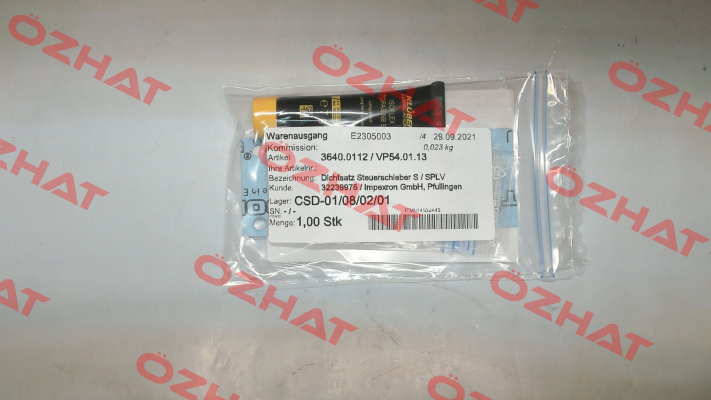 ÖZHAT
ÖZHAT
ÖZHAT
ÖZHAT
KLÜBER
Warenausgang E2305003 /4 29.09.2021
Kommission: 0,023 kg
Artikel: 3640.0112 / VP54.01.13
Ihre Artikelnr.:
Bezeichnung: Dichtsatz Steuerschieber S / SPLV
Kunde: 32239976 / Impexron GmbH, Pfullingen
Lager: CSD-01/08/02/01
SN: - / -
Menge: 1,00 Stk
ÖZHAT
ÖZHAT
ÖZHAT
ÖZHAT
ÖZHAT